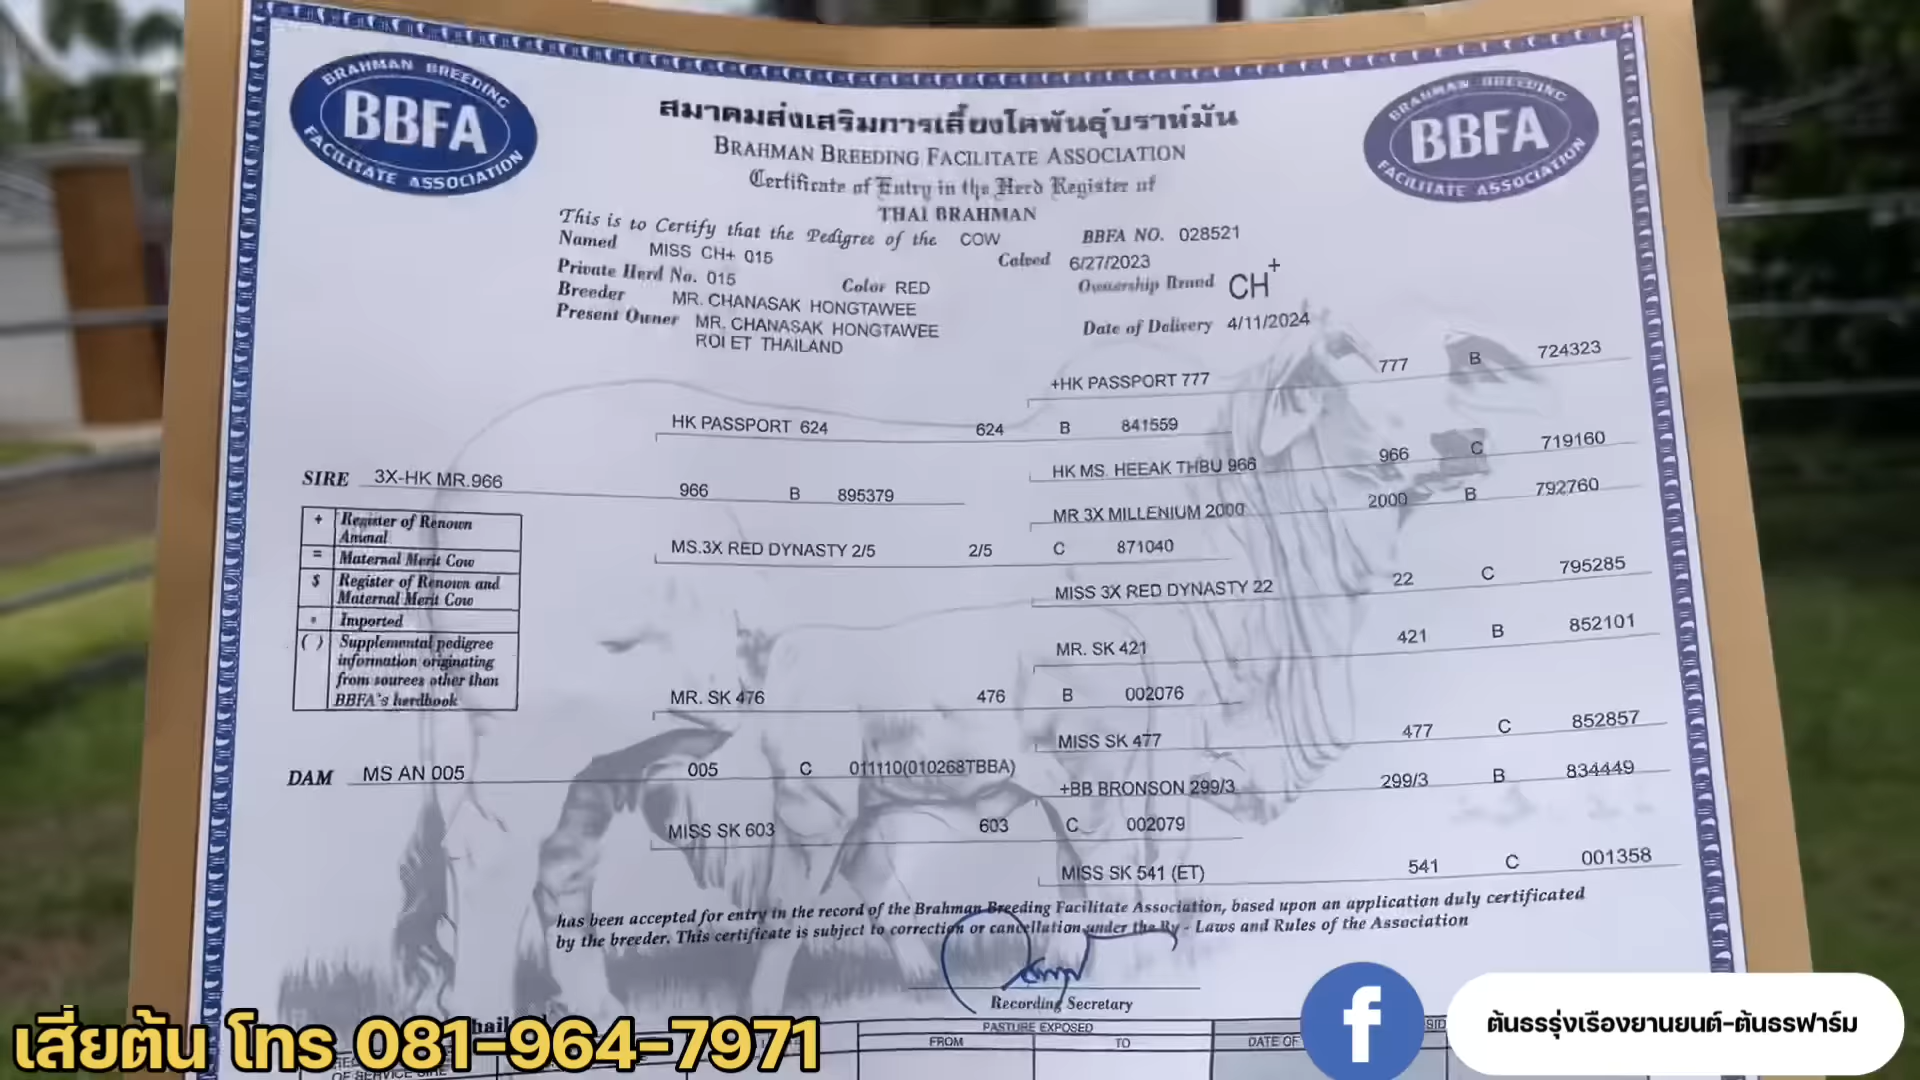 BRAHMAN BREEDING
BBFA
FACILITATE ASSOCIATION
BRAHMAN BREEDING
BBFA
FACILITATE ASSOCIATION
สมาคมส่งเสริมการเลี้ยงโคพันธุ์บราห์มัน
BRAHMAN BREEDING FACILITATE ASSOCIATION
Certificate of Entry in the Herd Register of
THAI BRAHMAN
This is to Certify that the Pedigree of the COW BBFA NO. 028521
Named MISS CH+ 015 Calved 6/27/2023
Private Herd No. 015 Color RED Ownership Brand CH+
Breeder MR. CHANASAK HONGTAWEE
Present Owner MR. CHANASAK HONGTAWEE Date of Delivery 4/11/2024
ROI ET THAILAND
+HK PASSPORT 777 777 B 724323
HK PASSPORT 624 624 B 841559
HK MS. HEEAK THBU 966 966 C 719160
SIRE 3X-HK MR.966 966 B 895379
MR 3X MILLENIUM 2000 2000 B 792760
MS.3X RED DYNASTY 2/5 2/5 C 871040
MISS 3X RED DYNASTY 22 22 C 795285
+ Register of Renown Animal
= Maternal Merit Cow
$ Register of Renown and Maternal Merit Cow
* Imported
( ) Supplemental pedigree
information originating
from sources other than
BBFA's herdbook
MR. SK 421 421 B 852101
MR. SK 476 476 B 002076
MISS SK 477 477 C 852857
DAM MS AN 005 005 C 011110(010268TBBA)
+BB BRONSON 299/3 299/3 B 834449
MISS SK 603 603 C 002079
MISS SK 541 (ET) 541 C 001358
has been accepted for entry in the record of the Brahman Breeding Facilitate Association, based upon an application duly certificated
by the breeder. This certificate is subject to correction or cancellation under the By - Laws and Rules of the Association
Recording Secretary
PASTURE EXPOSED
FROM TO DATE OF
เสี่ยต้น โทร 081-964-7971
f
ต้นธรรุ่งเรืองยานยนต์-ต้นธรฟาร์ม